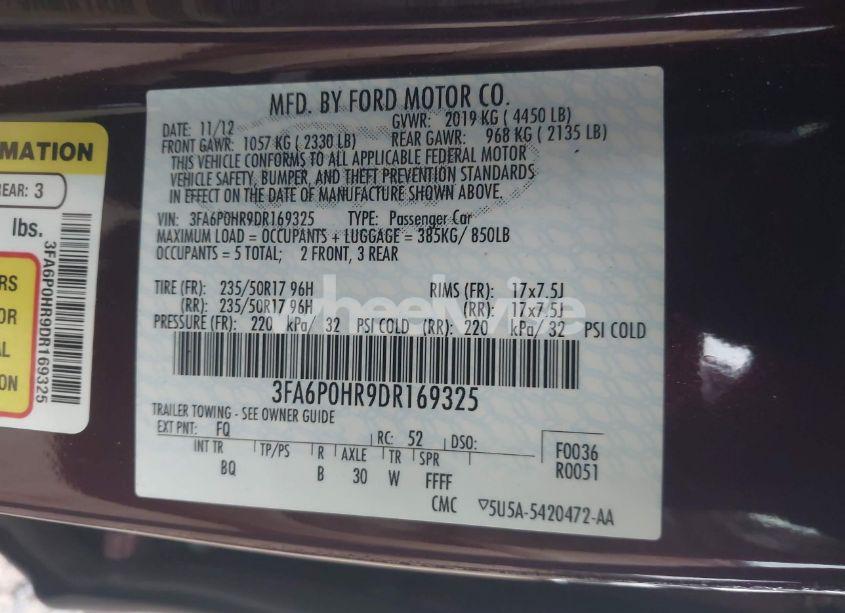 RMATION
REAR: 3
lbs.
RS
OR
AL
ON
3FA6P0HR9DR169325
MFD. BY FORD MOTOR CO.
DATE: 11/12 GVWR: 2019 KG ( 4450 LB)
FRONT GAWR: 1057 KG ( 2330 LB) REAR GAWR: 968 KG ( 2135 LB)
THIS VEHICLE CONFORMS TO ALL APPLICABLE FEDERAL MOTOR
VEHICLE SAFETY, BUMPER, AND THEFT PREVENTION STANDARDS
IN EFFECT ON THE DATE OF MANUFACTURE SHOWN ABOVE.
VIN: 3FA6P0HR9DR169325 TYPE: Passenger Car
MAXIMUM LOAD = OCCUPANTS + LUGGAGE = 385KG/ 850LB
OCCUPANTS = 5 TOTAL; 2 FRONT, 3 REAR
TIRE (FR): 235/50R17 96H RIMS (FR): 17x7.5J
(RR): 235/50R17 96H (RR): 17x7.5J
PRESSURE (FR): 220 kPa/ 32 PSI COLD (RR): 220 kPa/ 32 PSI COLD
wheelwire
3FA6P0HR9DR169325
TRAILER TOWING - SEE OWNER GUIDE
EXT PNT: FQ RC: 52 DSO: F0036
INT TR TP/PS R AXLE TR SPR R0051
BQ B 30 W FFFF
CMC ▽5U5A-5420472-AA